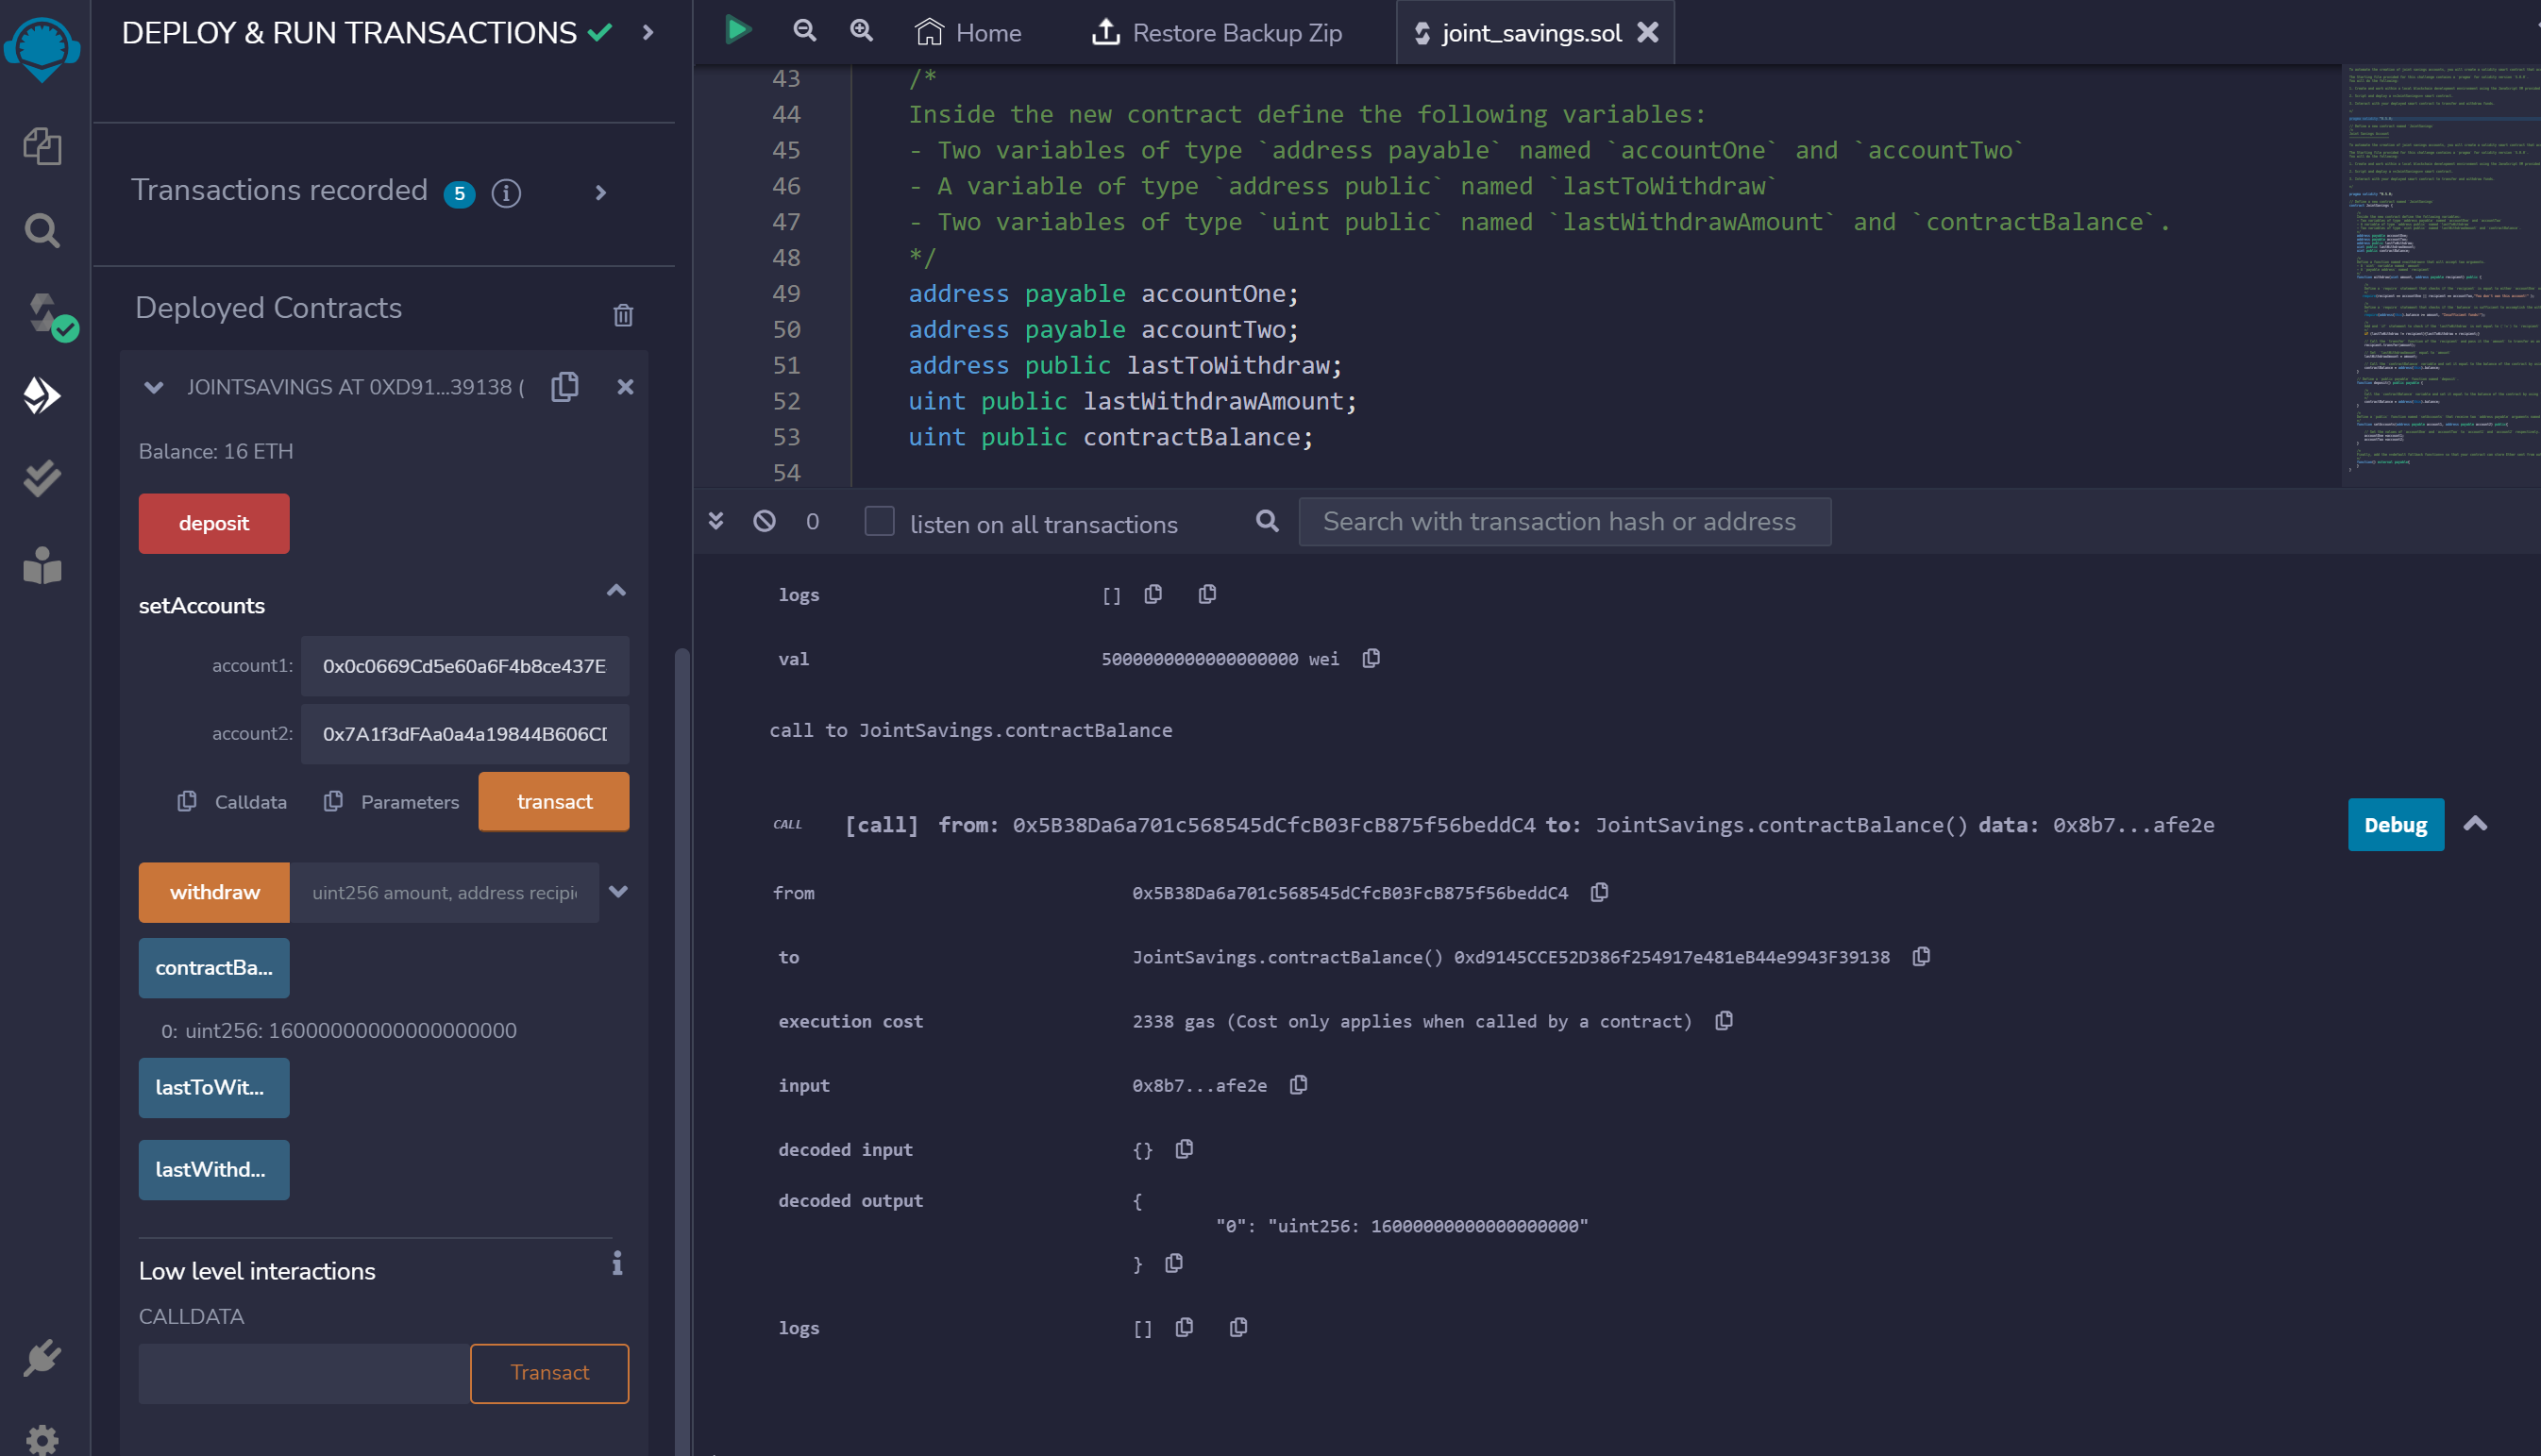 DEPLOY & RUN TRANSACTIONS
Transactions recorded 5 i
Deployed Contracts
JOINTSAVINGS AT 0XD91...39138 (
Balance: 16 ETH
deposit
setAccounts
account1: 0x0c0669Cd5e60a6F4b8ce437E
account2: 0x7A1f3dFAa0a4a19844B606CD
Calldata Parameters transact
withdraw uint256 amount, address recipi
contractBa...
0: uint256: 16000000000000000000
lastToWit...
lastWithd...
Low level interactions i
CALLDATA
Transact
Home Restore Backup Zip joint_savings.sol
43 /*
44 Inside the new contract define the following variables:
45 - Two variables of type `address payable` named `accountOne` and `accountTwo`
46 - A variable of type `address public` named `lastToWithdraw`
47 - Two variables of type `uint public` named `lastWithdrawAmount` and `contractBalance`.
48 */
49 address payable accountOne;
50 address payable accountTwo;
51 address public lastToWithdraw;
52 uint public lastWithdrawAmount;
53 uint public contractBalance;
54
0 listen on all transactions Search with transaction hash or address
logs []
val 5000000000000000000 wei
call to JointSavings.contractBalance
CALL [call] from: 0x5B38Da6a701c568545dCfcB03FcB875f56beddC4 to: JointSavings.contractBalance() data: 0x8b7...afe2e Debug
from 0x5B38Da6a701c568545dCfcB03FcB875f56beddC4
to JointSavings.contractBalance() 0xd9145CCE52D386f254917e481eB44e9943F39138
execution cost 2338 gas (Cost only applies when called by a contract)
input 0x8b7...afe2e
decoded input {}
decoded output {
"0": "uint256: 16000000000000000000"
}
logs []